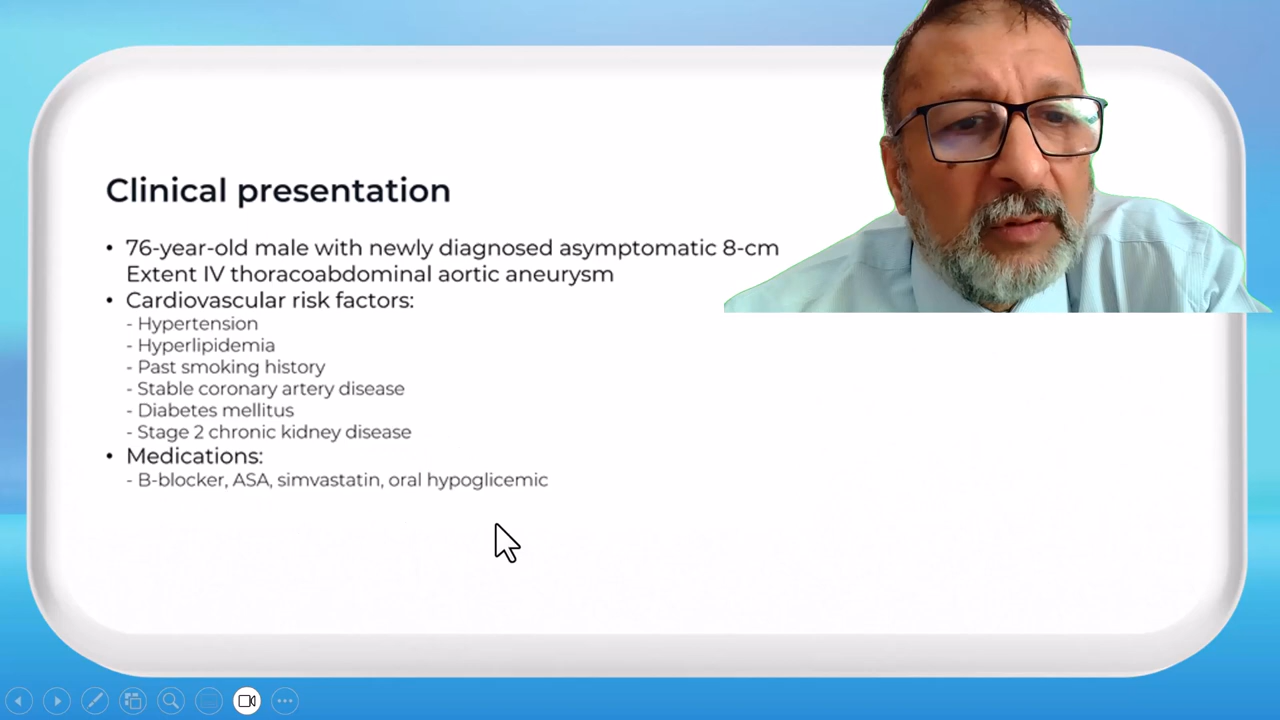 Clinical presentation
• 76-year-old male with newly diagnosed asymptomatic 8-cm
Extent IV thoracoabdominal aortic aneurysm
• Cardiovascular risk factors:
- Hypertension
- Hyperlipidemia
- Past smoking history
- Stable coronary artery disease
- Diabetes mellitus
- Stage 2 chronic kidney disease
• Medications:
- B-blocker, ASA, simvastatin, oral hypoglicemic